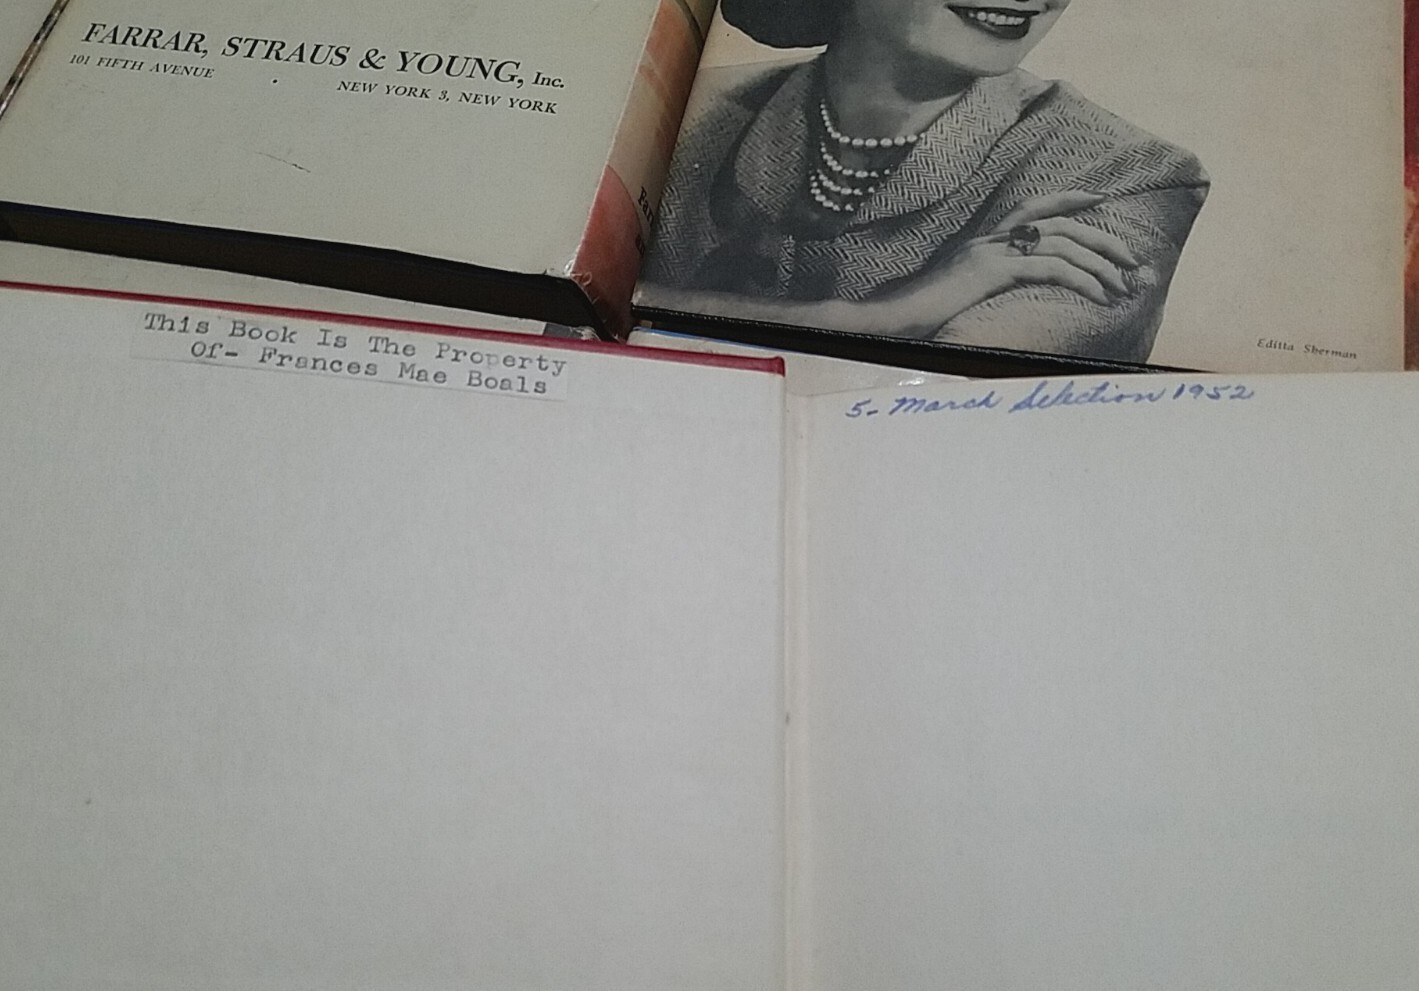 FARRAR, STRAUS & YOUNG, Inc.
101 FIFTH AVENUE · NEW YORK 3, NEW YORK
Editta Sherman
This Book Is The Property
Of- Frances Mae Boals
5- March Selection 1952